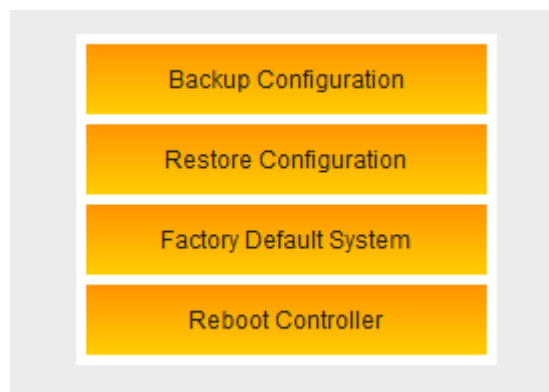 Backup Configuration
Restore Configuration
Factory Default System
Reboot Controller